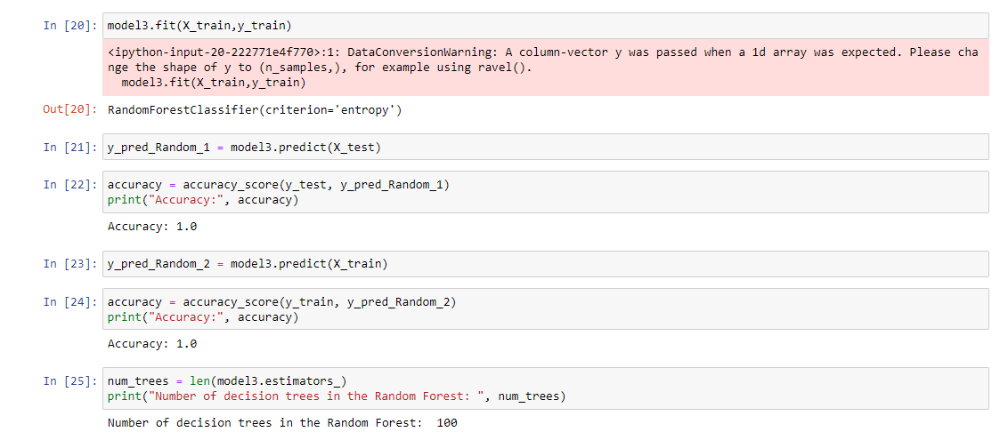 In [20]: model3.fit(X_train,y_train)
<ipython-input-20-222771e4f770>:1: DataConversionWarning: A column-vector y was passed when a 1d array was expected. Please cha
nge the shape of y to (n_samples,), for example using ravel().
  model3.fit(X_train,y_train)
Out[20]: RandomForestClassifier(criterion='entropy')
In [21]: y_pred_Random_1 = model3.predict(X_test)
In [22]: accuracy = accuracy_score(y_test, y_pred_Random_1)
print("Accuracy:", accuracy)
Accuracy: 1.0
In [23]: y_pred_Random_2 = model3.predict(X_train)
In [24]: accuracy = accuracy_score(y_train, y_pred_Random_2)
print("Accuracy:", accuracy)
Accuracy: 1.0
In [25]: num_trees = len(model3.estimators_)
print("Number of decision trees in the Random Forest: ", num_trees)
Number of decision trees in the Random Forest:  100